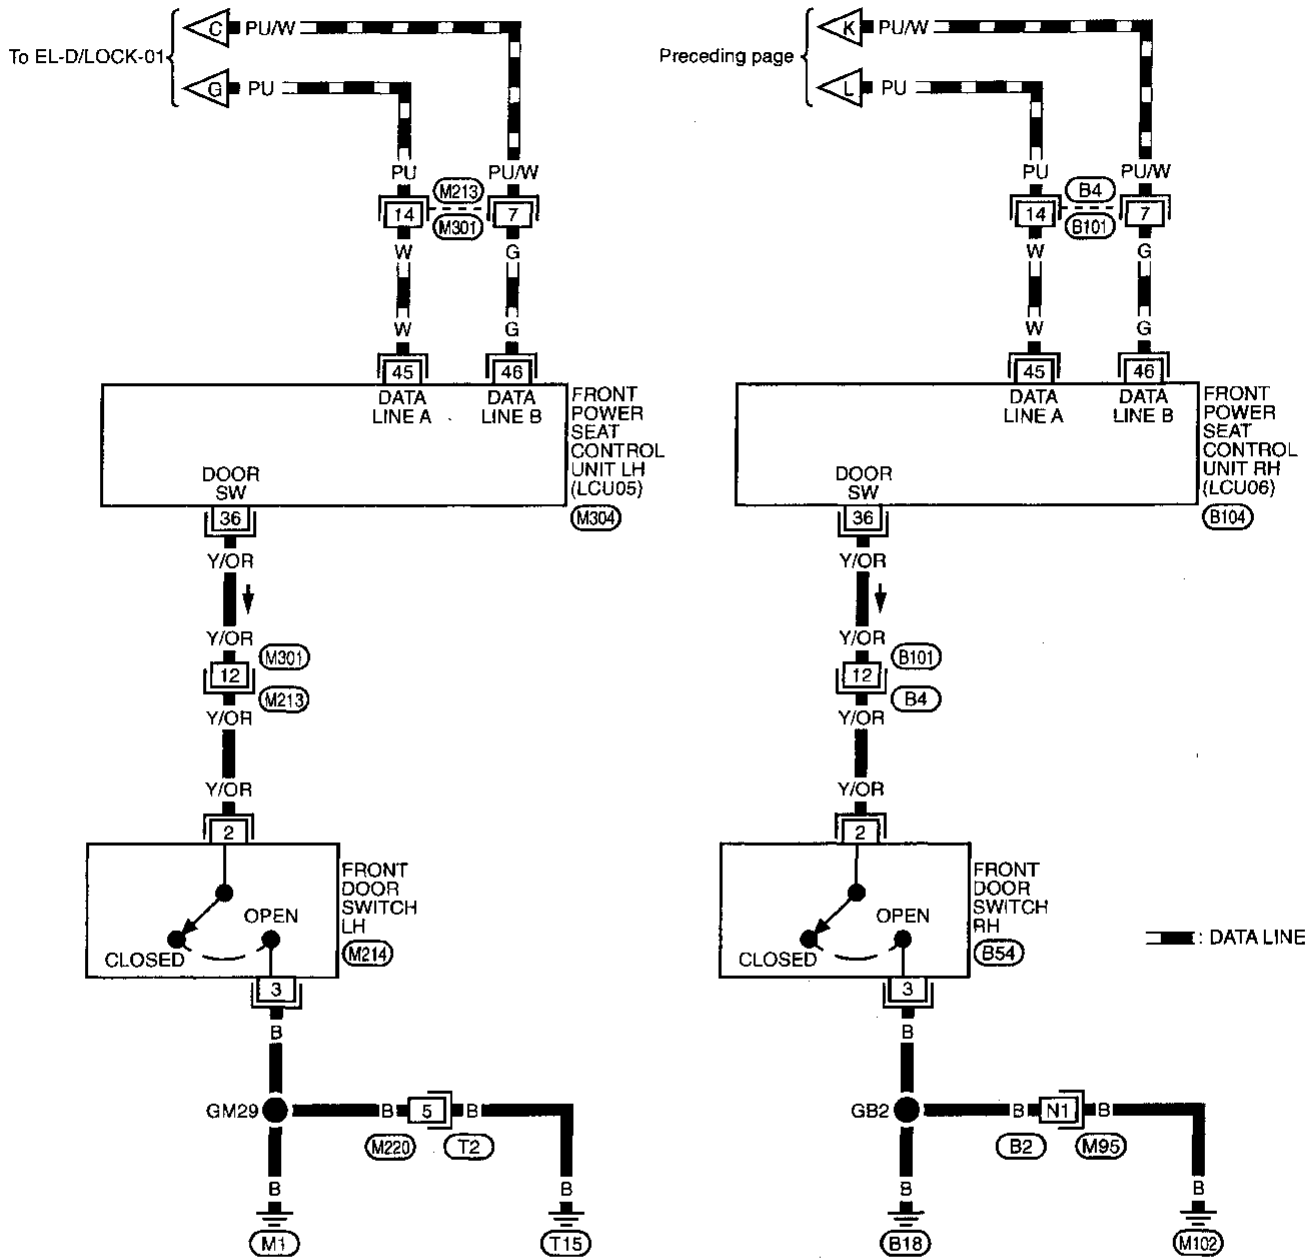 To EL-D/LOCK-01
C
PU/W
G
PU
PU
PU/W
14
M213
M301
7
W
G
W
G
45
46
DATA
LINE A
DATA
LINE B
FRONT
POWER
SEAT
CONTROL
UNIT LH
(LCU05)
M304
DOOR
SW
36
Y/OR
Y/OR
M301
12
M213
Y/OR
Y/OR
2
FRONT
DOOR
SWITCH
LH
M214
OPEN
CLOSED
3
B
GM29
B
5
B
M220
T2
B
B
M1
T15
Preceding page
K
PU/W
L
PU
PU
PU/W
14
B4
B101
7
W
G
W
G
45
46
DATA
LINE A
DATA
LINE B
FRONT
POWER
SEAT
CONTROL
UNIT RH
(LCU06)
B104
DOOR
SW
36
Y/OR
Y/OR
B101
12
B4
Y/OR
Y/OR
2
FRONT
DOOR
SWITCH
RH
B54
OPEN
CLOSED
3
B
GB2
B
N1
B
B2
M95
B
B
B18
M102
: DATA LINE